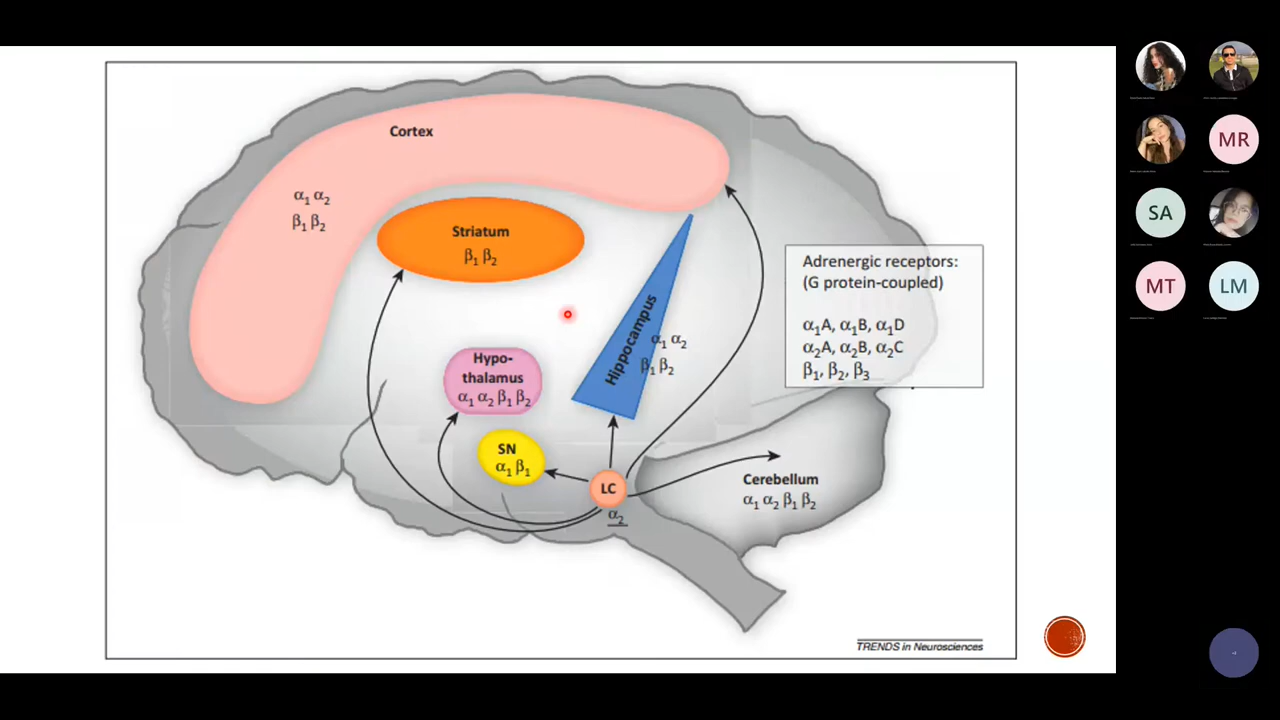 Cortex
α1 α2
β1 β2
Striatum
β1 β2
Hippocampus
α1 α2
β1 β2
Hypo-
thalamus
α1 α2 β1 β2
SN
α1 β1
LC
α2
Cerebellum
α1 α2 β1 β2
Adrenergic receptors:
(G protein-coupled)
α1A, α1B, α1D
α2A, α2B, α2C
β1, β2, β3
TRENDS in Neurosciences
MR
SA
MT
LM